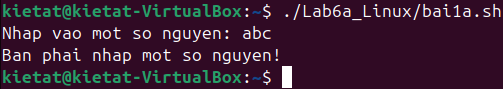 kietat@kietat-VirtualBox:~$ ./Lab6a_Linux/bai1a.sh
Nhap vao mot so nguyen: abc
Ban phai nhap mot so nguyen!
kietat@kietat-VirtualBox:~$